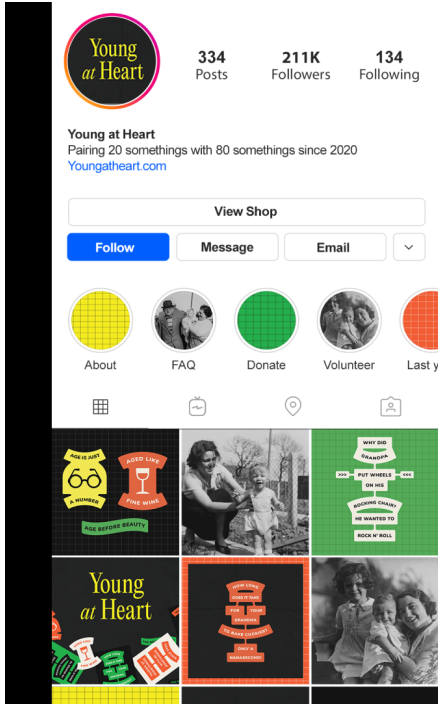 Young
at Heart
334
Posts
211K
Followers
134
Following
Young at Heart
Pairing 20 somethings with 80 somethings since 2020
Youngatheart.com
View Shop
Follow
Message
Email
About
FAQ
Donate
Volunteer
Last y
AGE IS JUST
A NUMBER
AGED LIKE
FINE WINE
AGE BEFORE BEAUTY
WHY DID
GRANDPA
>>> PUT WHEELS <<<
ON HIS
ROCKING CHAIR?
HE WANTED TO
ROCK N' ROLL
Young
at Heart
HOW LONG
DOES IT TAKE
FOR YOUR
GRANDMA
TO BAKE COOKIES?
ONLY A
NANASECOND!